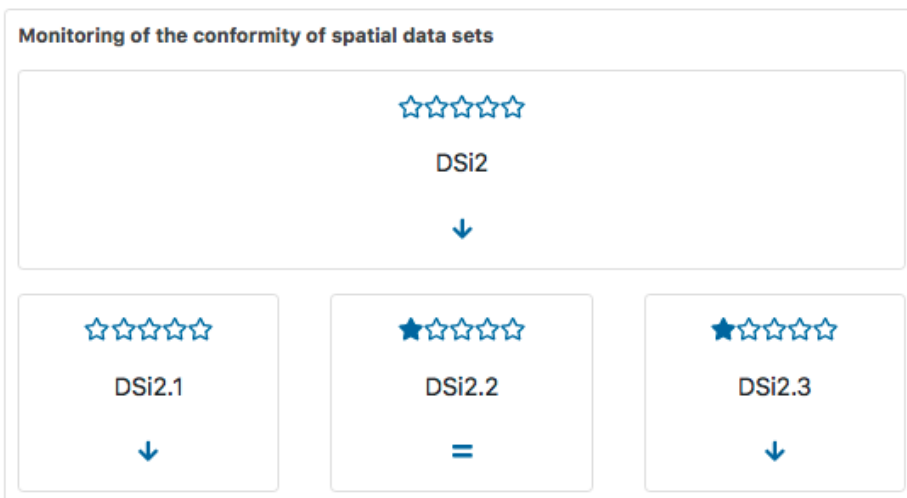 Monitoring of the conformity of spatial data sets
DSi2
DSi2.1
DSi2.2
DSi2.3